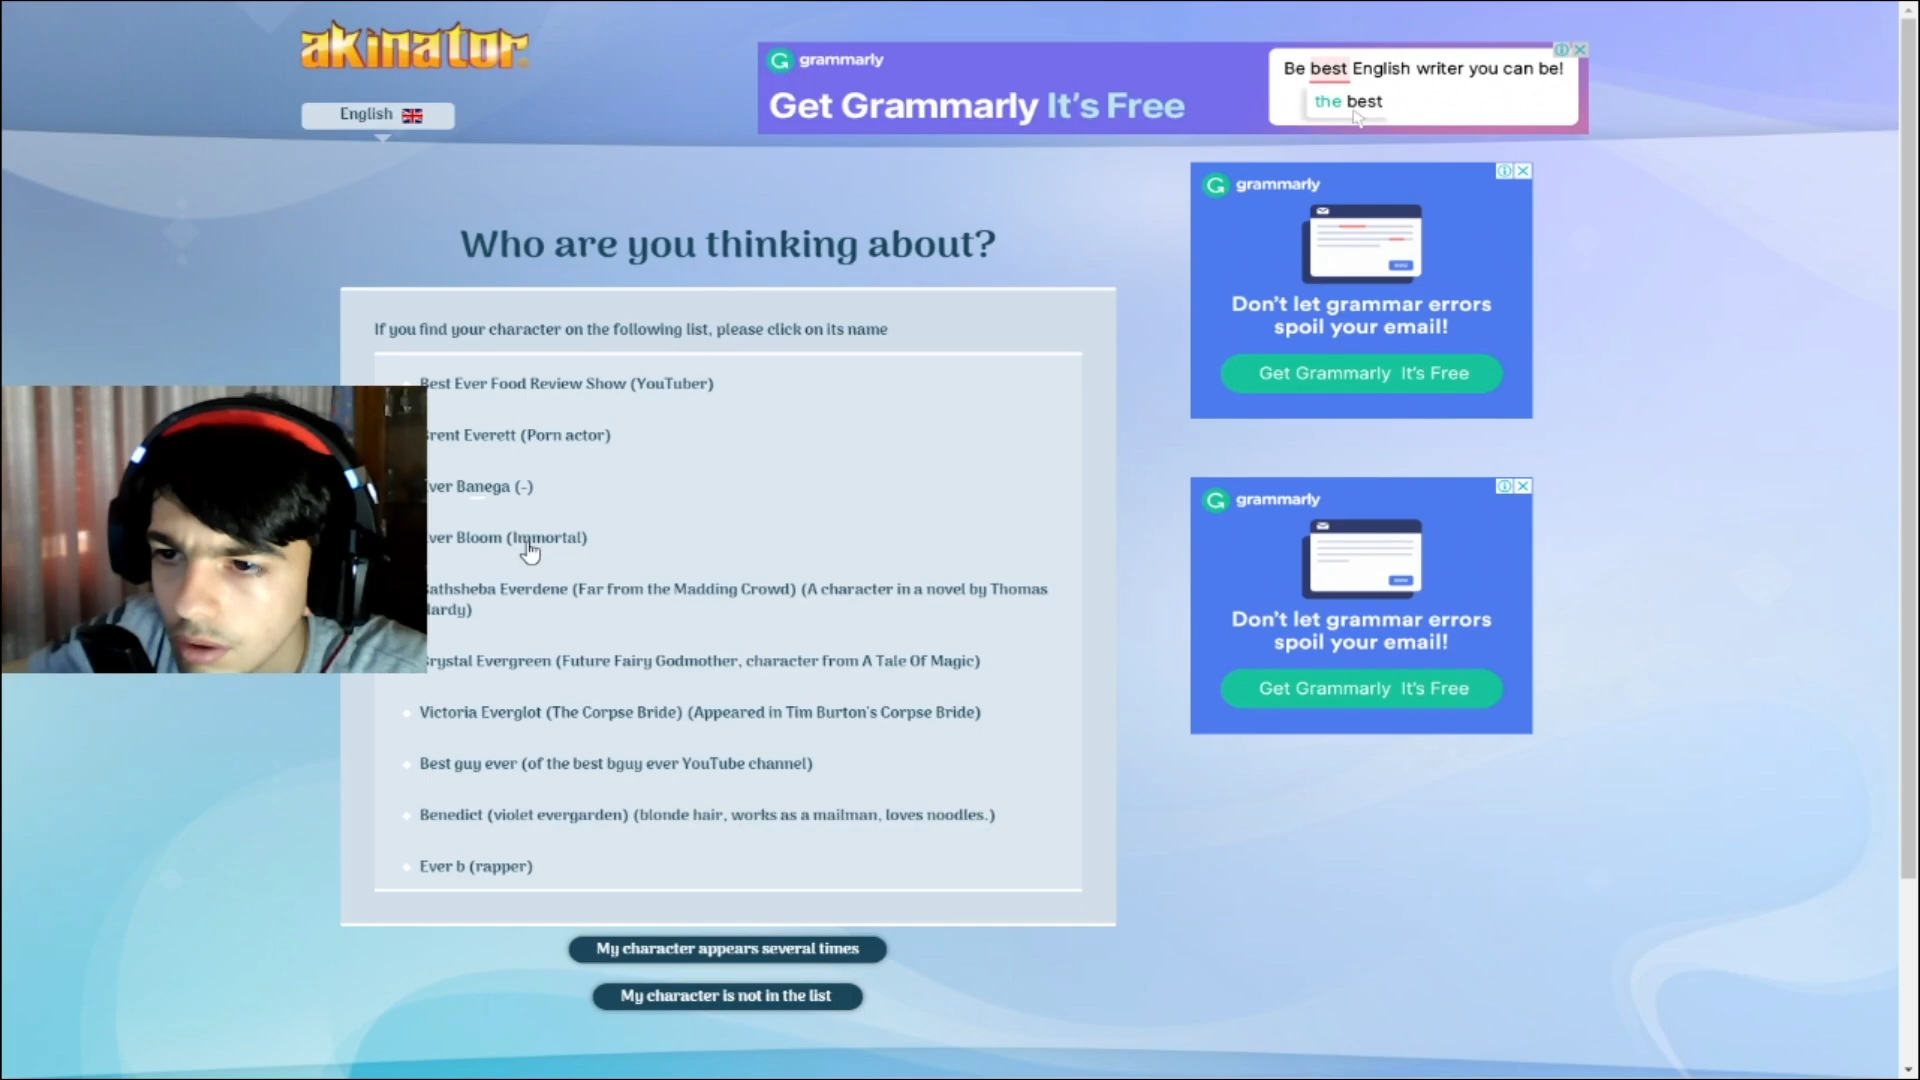 akinator.
English
grammarly
Get Grammarly It's Free
Be best English writer you can be!
the best
Who are you thinking about?
If you find your character on the following list, please click on its name
Best Ever Food Review Show (YouTuber)
Brent Everett (Porn actor)
ver Banega (-)
ver Bloom (Immortal)
Bathsheba Everdene (Far from the Madding Crowd) (A character in a novel by Thomas
Hardy)
Crystal Evergreen (Future Fairy Godmother, character from A Tale Of Magic)
Victoria Everglot (The Corpse Bride) (Appeared in Tim Burton's Corpse Bride)
Best guy ever (of the best bguy ever YouTube channel)
Benedict (violet evergarden) (blonde hair, works as a mailman, loves noodles.)
Ever b (rapper)
My character appears several times
My character is not in the list
grammarly
Don't let grammar errors
spoil your email!
Get Grammarly It's Free
grammarly
Don't let grammar errors
spoil your email!
Get Grammarly It's Free